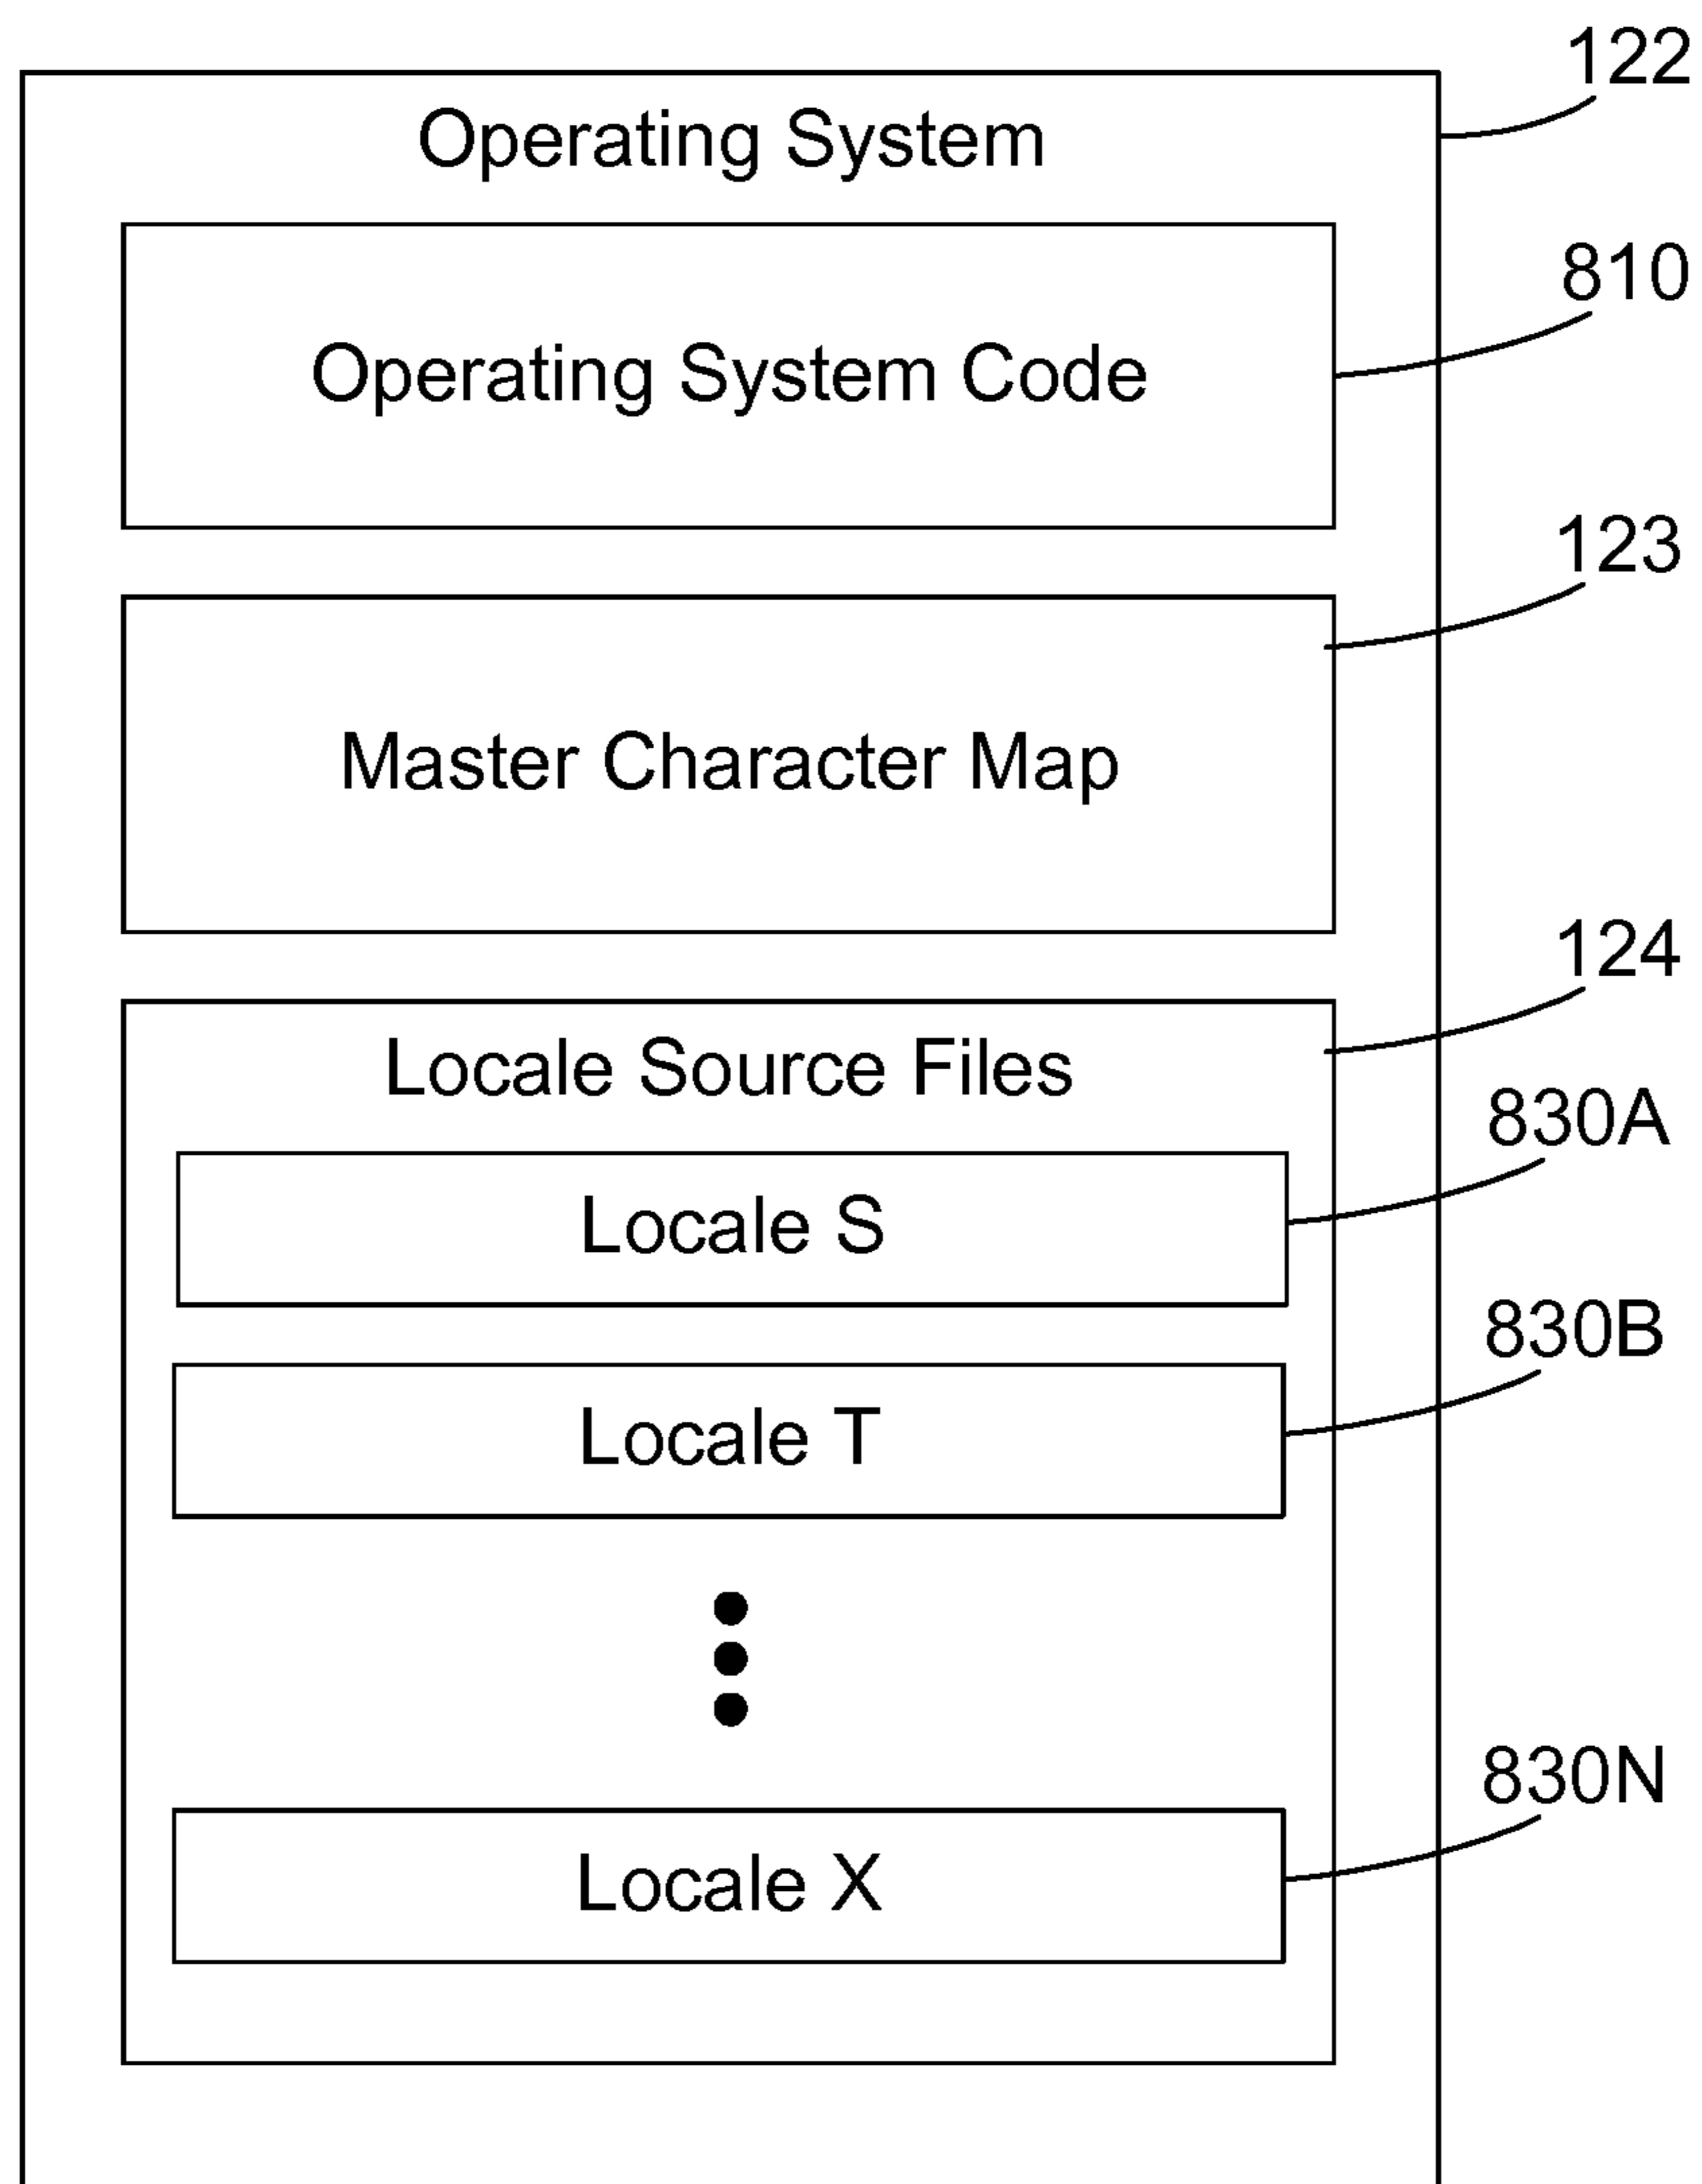 122
Operating System
810
Operating System Code
123
Master Character Map
124
Locale Source Files
830A
Locale S
830B
Locale T
830N
Locale X